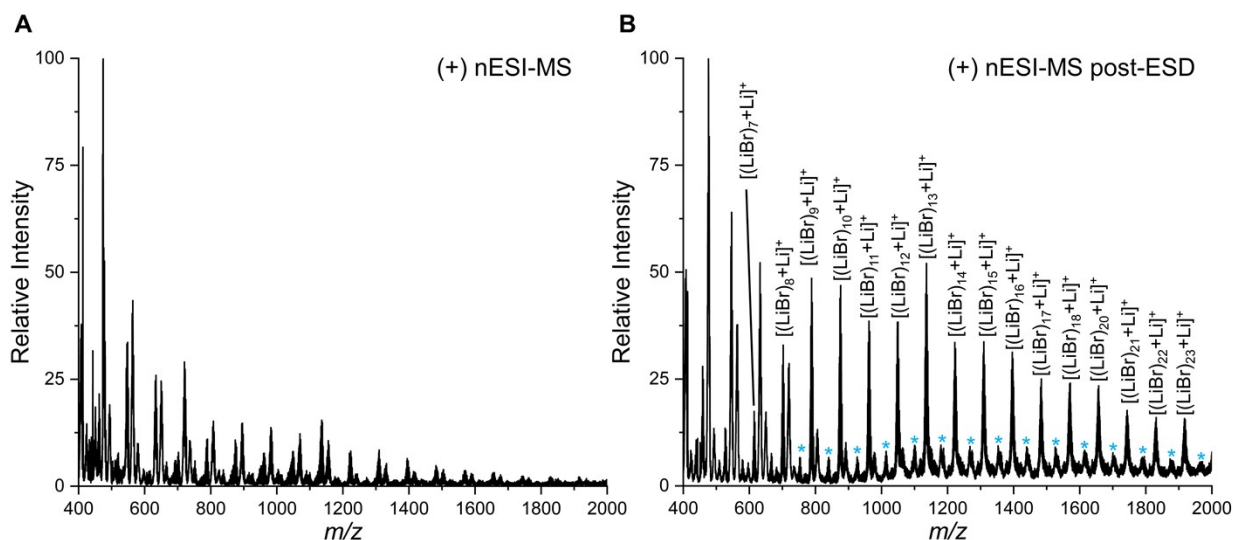 A
(+) nESI-MS
100
75
50
25
0
Relative Intensity
400 600 800 1000 1200 1400 1600 1800 2000
m/z
B
(+) nESI-MS post-ESD
100
75
50
25
0
Relative Intensity
[(LiBr)7+Li]+
[(LiBr)8+Li]+
[(LiBr)9+Li]+
[(LiBr)10+Li]+
[(LiBr)11+Li]+
[(LiBr)12+Li]+
[(LiBr)13+Li]+
[(LiBr)14+Li]+
[(LiBr)15+Li]+
[(LiBr)16+Li]+
[(LiBr)17+Li]+
[(LiBr)18+Li]+
[(LiBr)20+Li]+
[(LiBr)21+Li]+
[(LiBr)22+Li]+
[(LiBr)23+Li]+
* * * * * * * * * * * * * * *
400 600 800 1000 1200 1400 1600 1800 2000
m/z